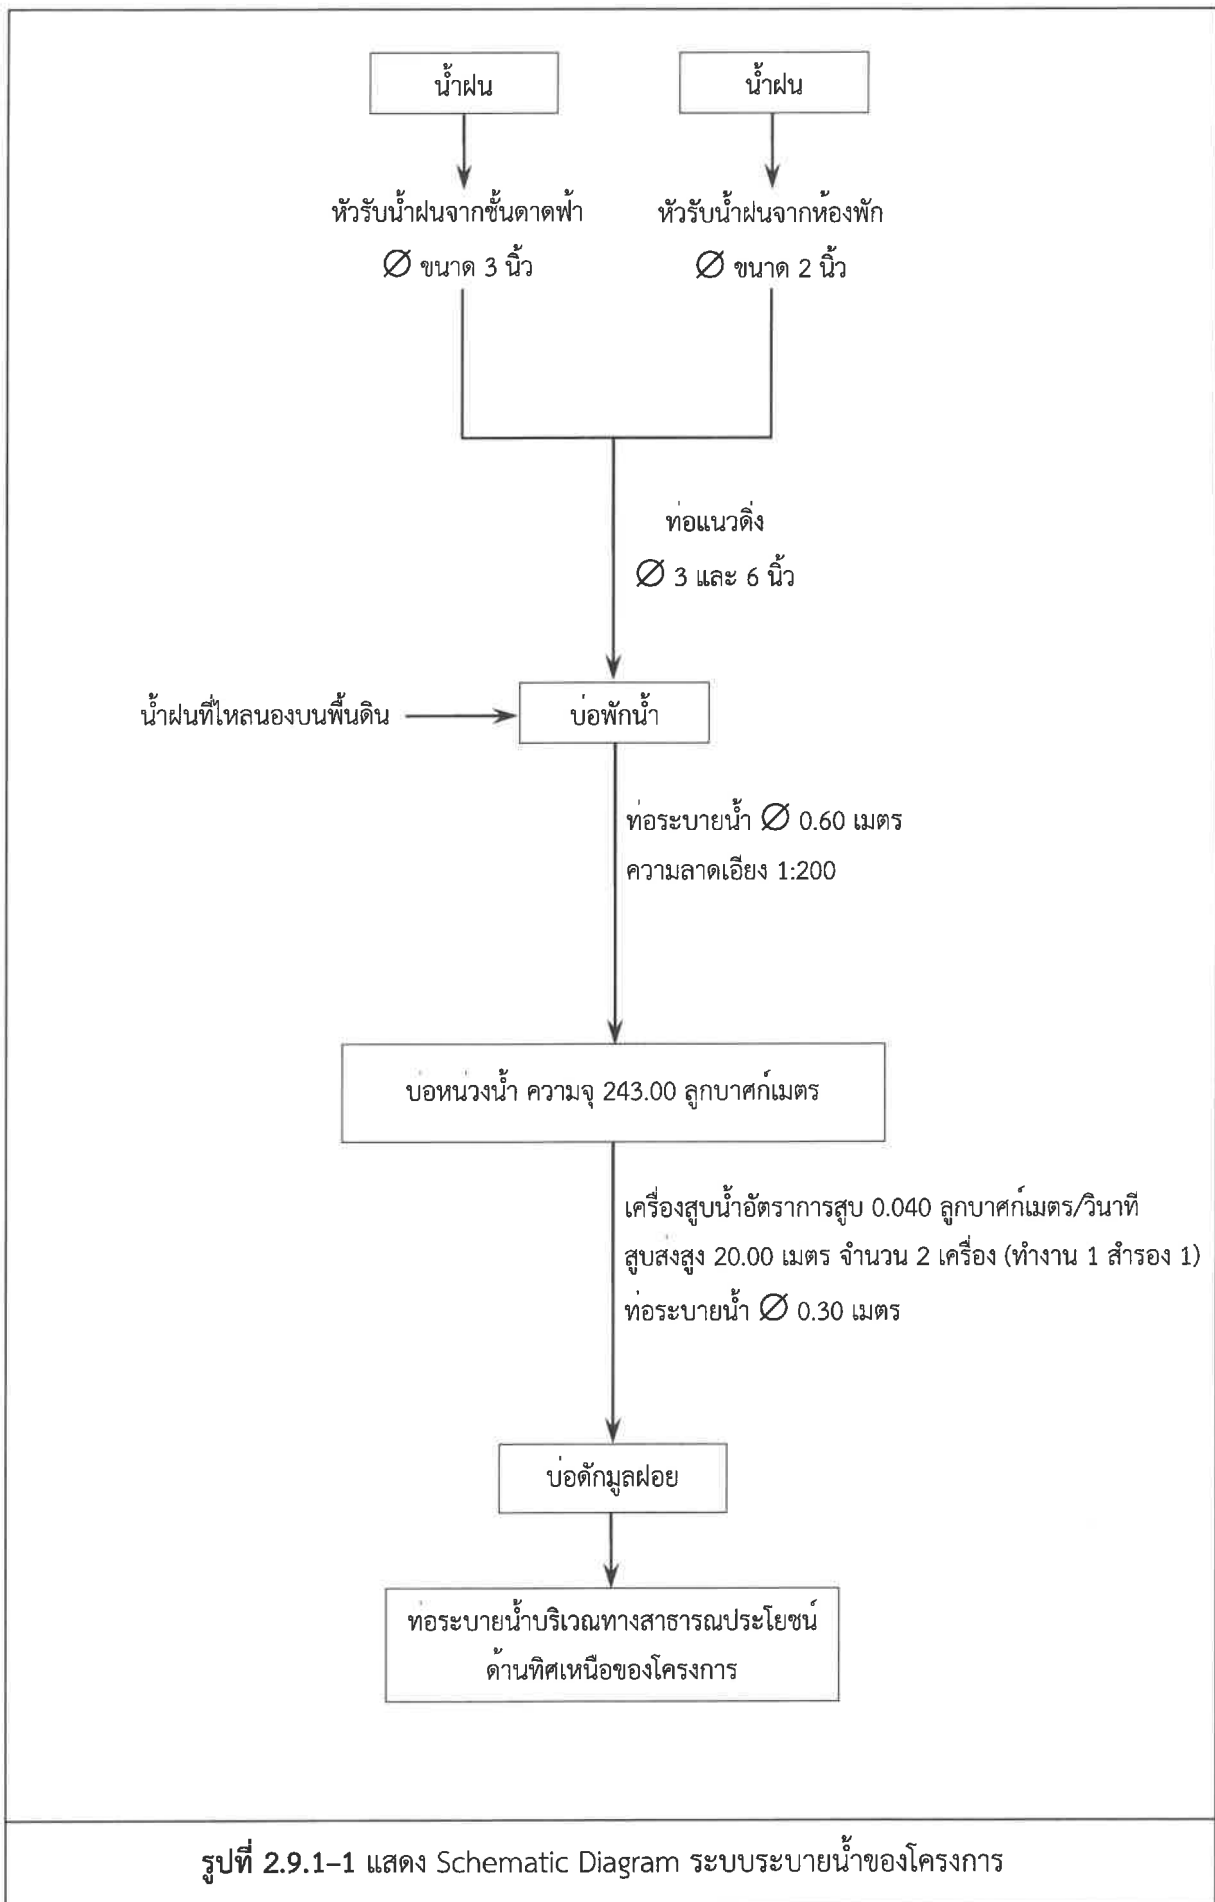 น้ำฝน
น้ำฝน
หัวรับน้ำฝนจากชั้นดาดฟ้า
∅ ขนาด 3 นิ้ว
หัวรับน้ำฝนจากห้องพัก
∅ ขนาด 2 นิ้ว
ท่อแนวดิ่ง
∅ 3 และ 6 นิ้ว
น้ำฝนที่ไหลนองบนพื้นดิน
บ่อพักน้ำ
ท่อระบายน้ำ ∅ 0.60 เมตร
ความลาดเอียง 1:200
บ่อหน่วงน้ำ ความจุ 243.00 ลูกบาศก์เมตร
เครื่องสูบน้ำอัตราการสูบ 0.040 ลูกบาศก์เมตร/วินาที
สูบส่งสูง 20.00 เมตร จำนวน 2 เครื่อง (ทำงาน 1 สำรอง 1)
ท่อระบายน้ำ ∅ 0.30 เมตร
บ่อดักมูลฝอย
ท่อระบายน้ำบริเวณทางสาธารณประโยชน์
ด้านทิศเหนือของโครงการ
รูปที่ 2.9.1–1 แสดง Schematic Diagram ระบบระบายน้ำของโครงการ